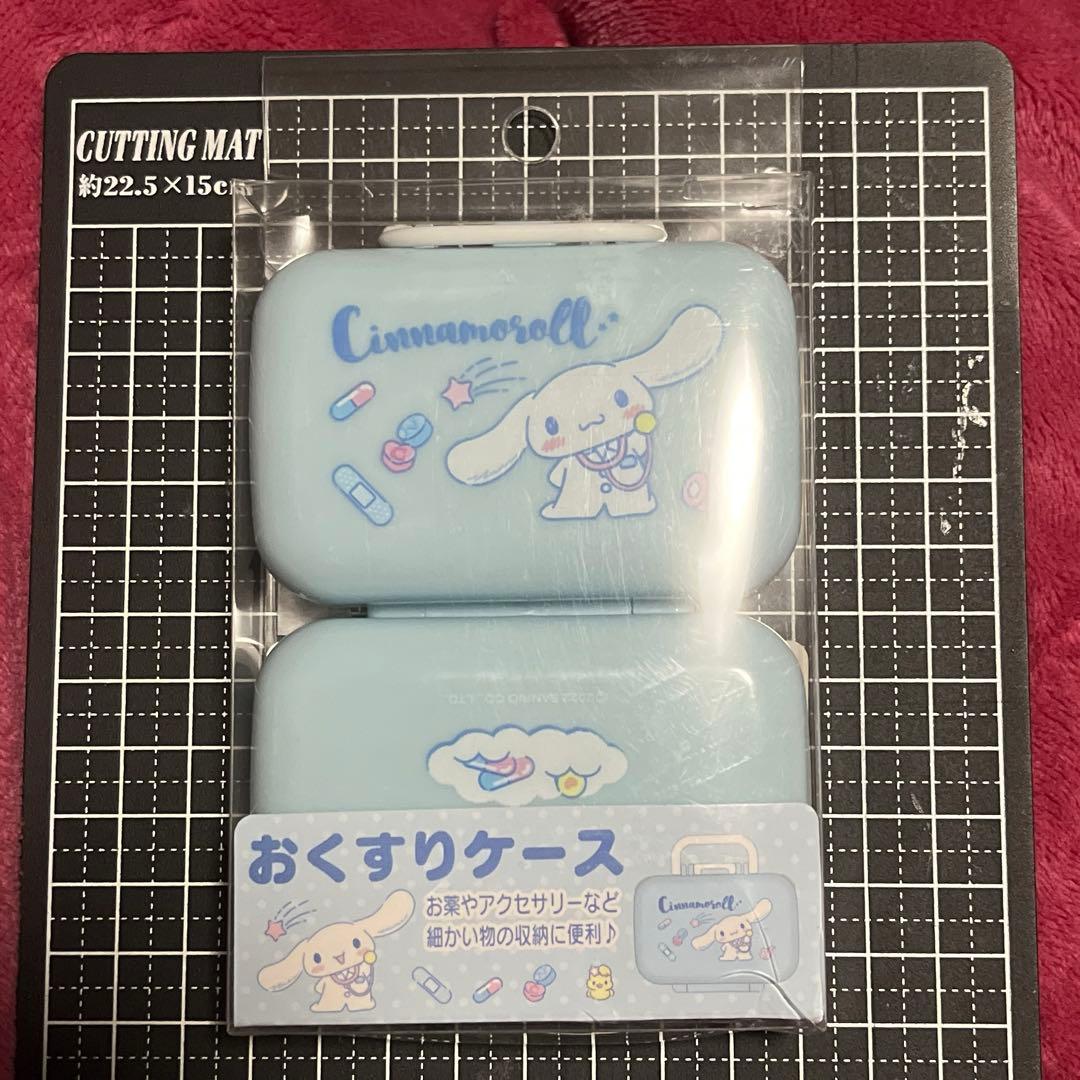 CUTTING MAT
約22.5×15c
Cinnamoroll
©2022 SANRIO CO., LTD.
おくすりケース
お薬やアクセサリーなど
細かい物の収納に便利♪
Cinnamoroll